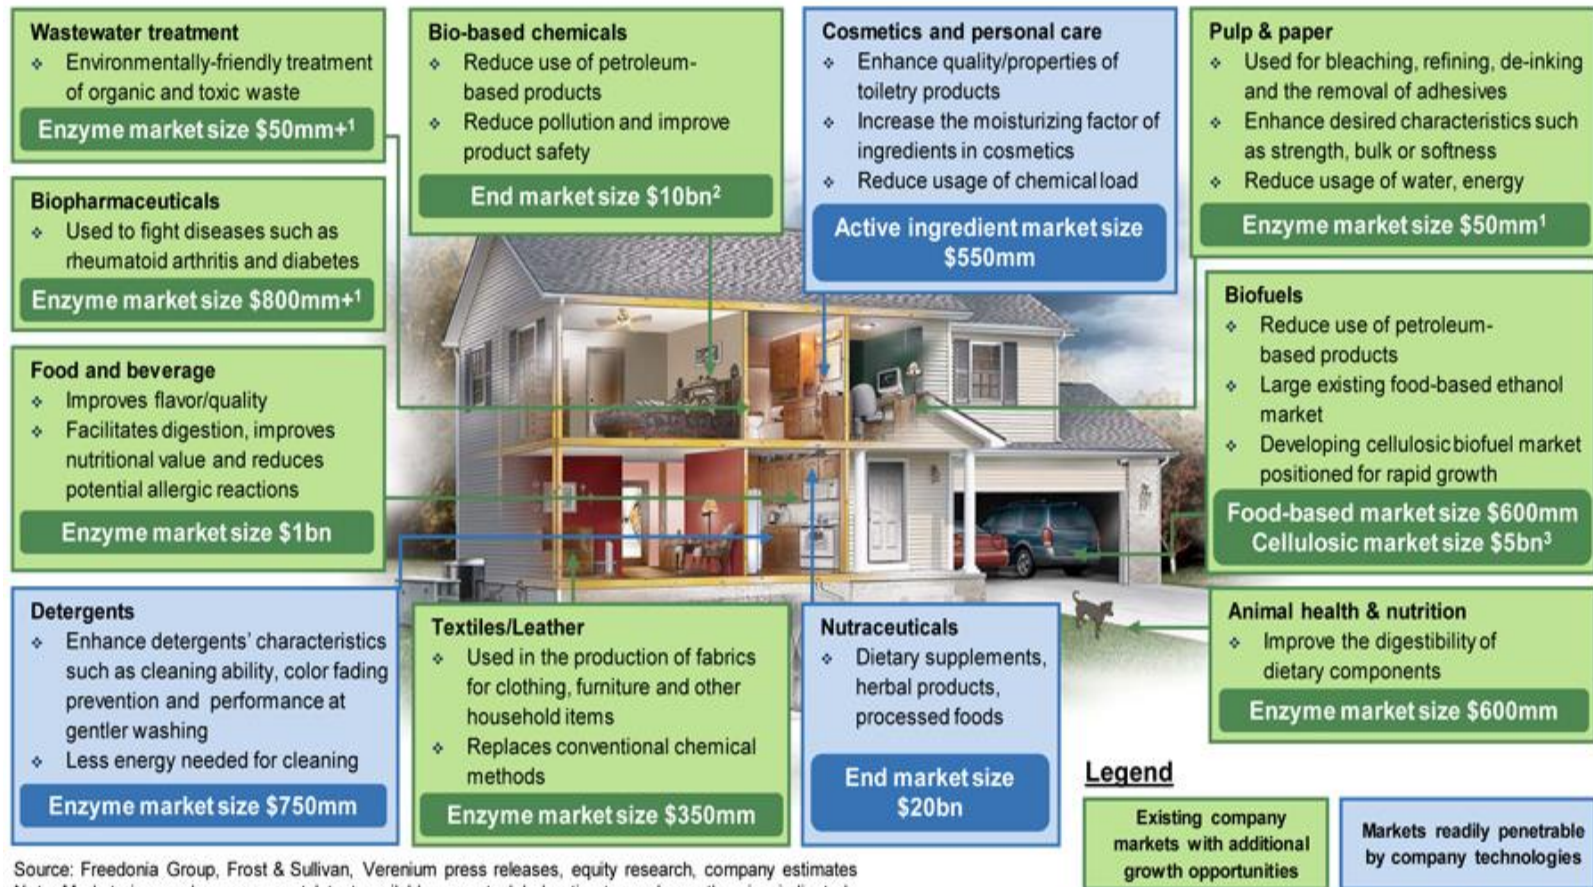 Wastewater treatment
❖ Environmentally-friendly treatment
of organic and toxic waste
Enzyme market size $50mm+¹
Biopharmaceuticals
❖ Used to fight diseases such as
rheumatoid arthritis and diabetes
Enzyme market size $800mm+¹
Food and beverage
❖ Improves flavor/quality
❖ Facilitates digestion, improves
nutritional value and reduces
potential allergic reactions
Enzyme market size $1bn
Detergents
❖ Enhance detergents' characteristics
such as cleaning ability, color fading
prevention and performance at
gentler washing
❖ Less energy needed for cleaning
Enzyme market size $750mm
Bio-based chemicals
❖ Reduce use of petroleum-
based products
❖ Reduce pollution and improve
product safety
End market size $10bn²
Textiles/Leather
❖ Used in the production of fabrics
for clothing, furniture and other
household items
❖ Replaces conventional chemical
methods
Enzyme market size $350mm
Cosmetics and personal care
❖ Enhance quality/properties of
toiletry products
❖ Increase the moisturizing factor of
ingredients in cosmetics
❖ Reduce usage of chemical load
Active ingredient market size
$550mm
Nutraceuticals
❖ Dietary supplements,
herbal products,
processed foods
End market size
$20bn
Pulp & paper
❖ Used for bleaching, refining, de-inking
and the removal of adhesives
❖ Enhance desired characteristics such
as strength, bulk or softness
❖ Reduce usage of water, energy
Enzyme market size $50mm¹
Biofuels
❖ Reduce use of petroleum-
based products
❖ Large existing food-based ethanol
market
❖ Developing cellulosic biofuel market
positioned for rapid growth
Food-based market size $600mm
Cellulosic market size $5bn³
Animal health & nutrition
❖ Improve the digestibility of
dietary components
Enzyme market size $600mm
Legend
Existing company
markets with additional
growth opportunities
Markets readily penetrable
by company technologies
Source: Freedonia Group, Frost & Sullivan, Verenium press releases, equity research, company estimates